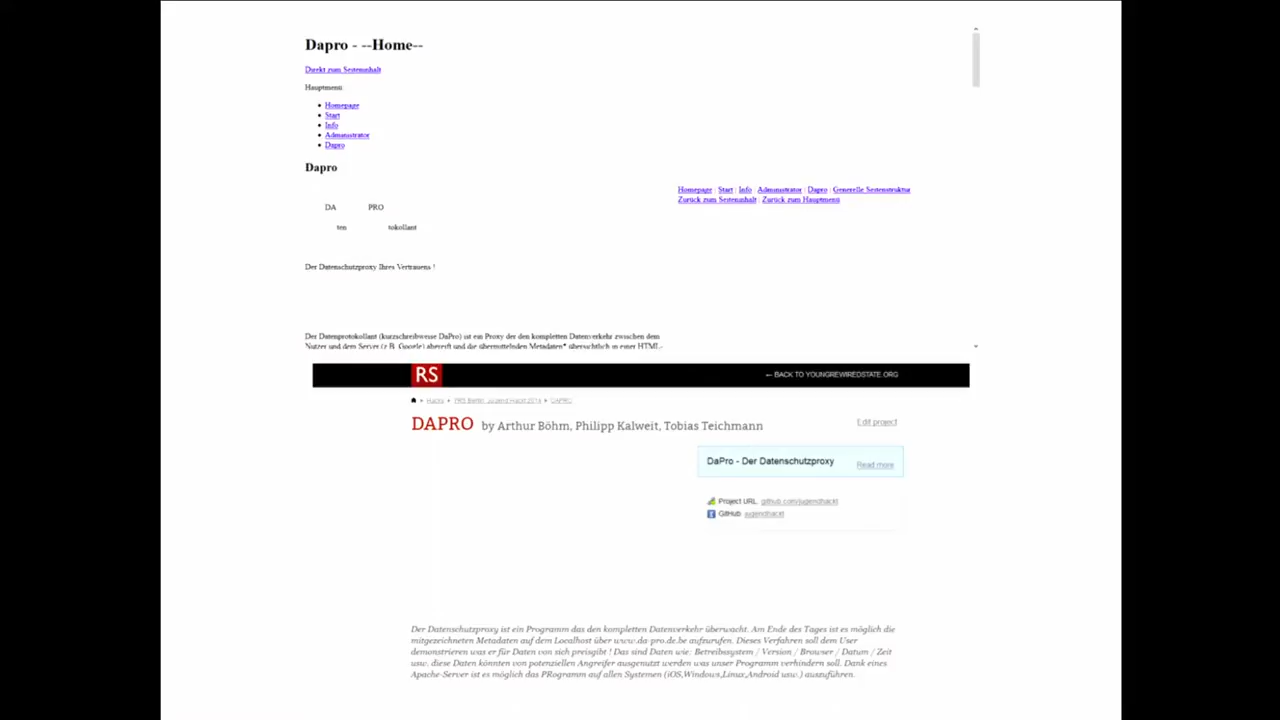 Dapro - --Home--
Direkt zum Seiteninhalt
Hauptmenü
Homepage
Start
Info
Administrator
Dapro
Dapro
Homepage | Start | Info | Administrator | Dapro | Generelle Seitenstruktur
Zurück zum Seiteninhalt | Zurück zum Hauptmenü
DA PRO
ten tokollant
Der Datenschutzproxy Ihres Vertrauens !
Der Datenprotokollant (kurzschreibweise DaPro) ist ein Proxy der den kompletten Datenverkehr zwischen dem
Nutzer und dem Server (z.B. Google) abgreift und die übermittelnden Metadaten* übersichtlich in einer HTML-
RS
← BACK TO YOUNGREWIREDSTATE.ORG
Hacks YRS Berlin, Jugend Hackt 2014 DAPRO
DAPRO by Arthur Böhm, Philipp Kalweit, Tobias Teichmann
Edit project
DaPro - Der Datenschutzproxy
Read more
Project URL: github.com/jugendhackt
GitHub: jugendhackt
Der Datenschutzproxy ist ein Programm das den kompletten Datenverkehr überwacht. Am Ende des Tages ist es möglich die
mitgezeichneten Metadaten auf dem Localhost über www.da-pro.de.be aufzurufen. Dieses Verfahren soll dem User
demonstrieren was er für Daten von sich preisgibt ! Das sind Daten wie: Betreibssystem / Version / Browser / Datum / Zeit
usw. diese Daten könnten von potenziellen Angreifer ausgenutzt werden was unser Programm verhindern soll. Dank eines
Apache-Server ist es möglich das PRogramm auf allen Systemen (iOS,Windows,Linux,Android usw.) auszuführen.